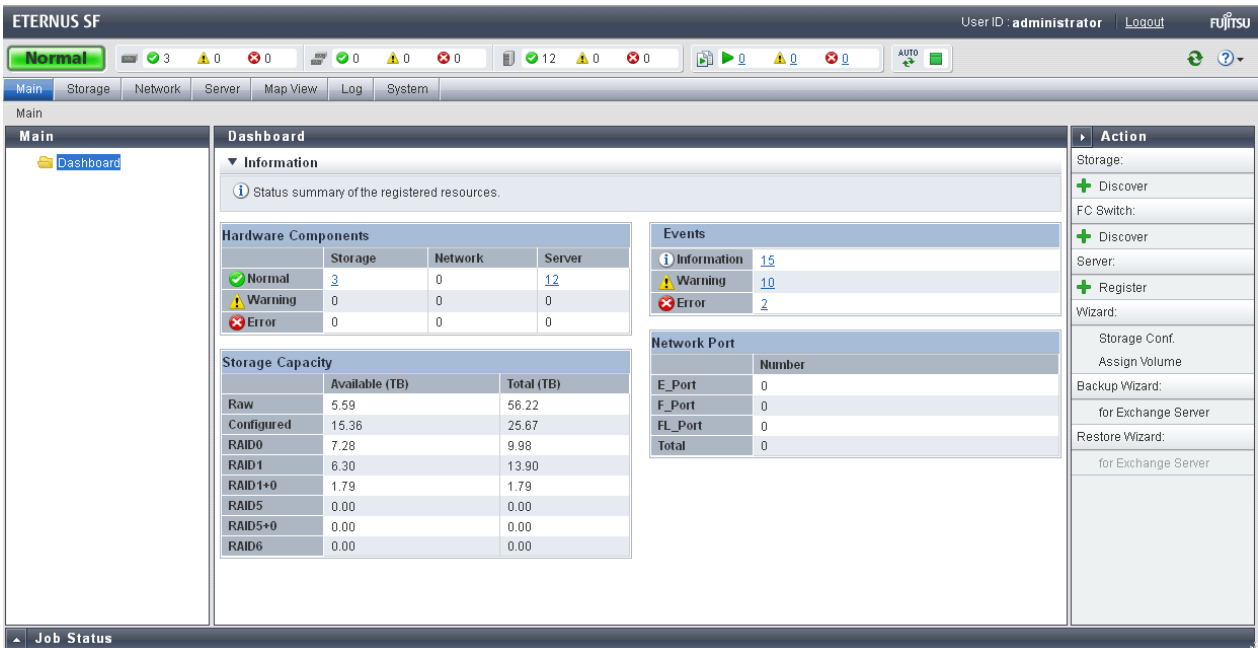 ETERNUS SF User ID : administrator Logout FUJITSU
Normal 3 0 0 0 0 0 12 0 0 0 0 0 AUTO
Main Storage Network Server Map View Log System
Main
Main
Dashboard
Dashboard
Information
Status summary of the registered resources.
Hardware Components
Storage Network Server
Normal 3 0 12
Warning 0 0 0
Error 0 0 0
Storage Capacity
Available (TB) Total (TB)
Raw 5.59 56.22
Configured 15.36 25.67
RAID0 7.28 9.98
RAID1 6.30 13.90
RAID1+0 1.79 1.79
RAID5 0.00 0.00
RAID5+0 0.00 0.00
RAID6 0.00 0.00
Events
Information 15
Warning 10
Error 2
Network Port
Number
E_Port 0
F_Port 0
FL_Port 0
Total 0
Action
Storage:
Discover
FC Switch:
Discover
Server:
Register
Wizard:
Storage Conf.
Assign Volume
Backup Wizard:
for Exchange Server
Restore Wizard:
for Exchange Server
Job Status